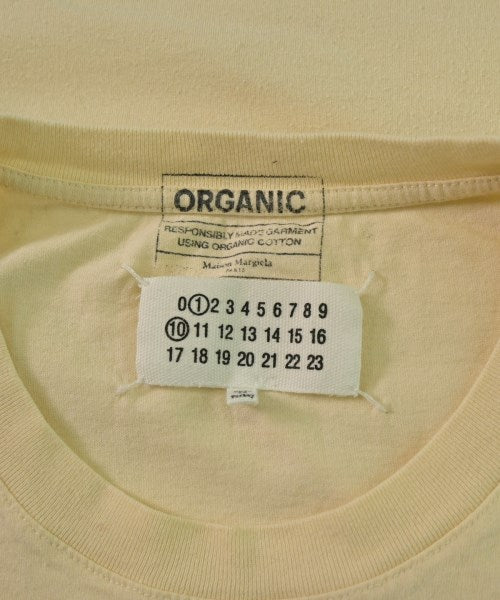 ORGANIC
RESPONSIBLY MADE GARMENT
USING ORGANIC COTTON
Maison Margiela
PARIS
0 1 2 3 4 5 6 7 8 9
10 11 12 13 14 15 16
17 18 19 20 21 22 23